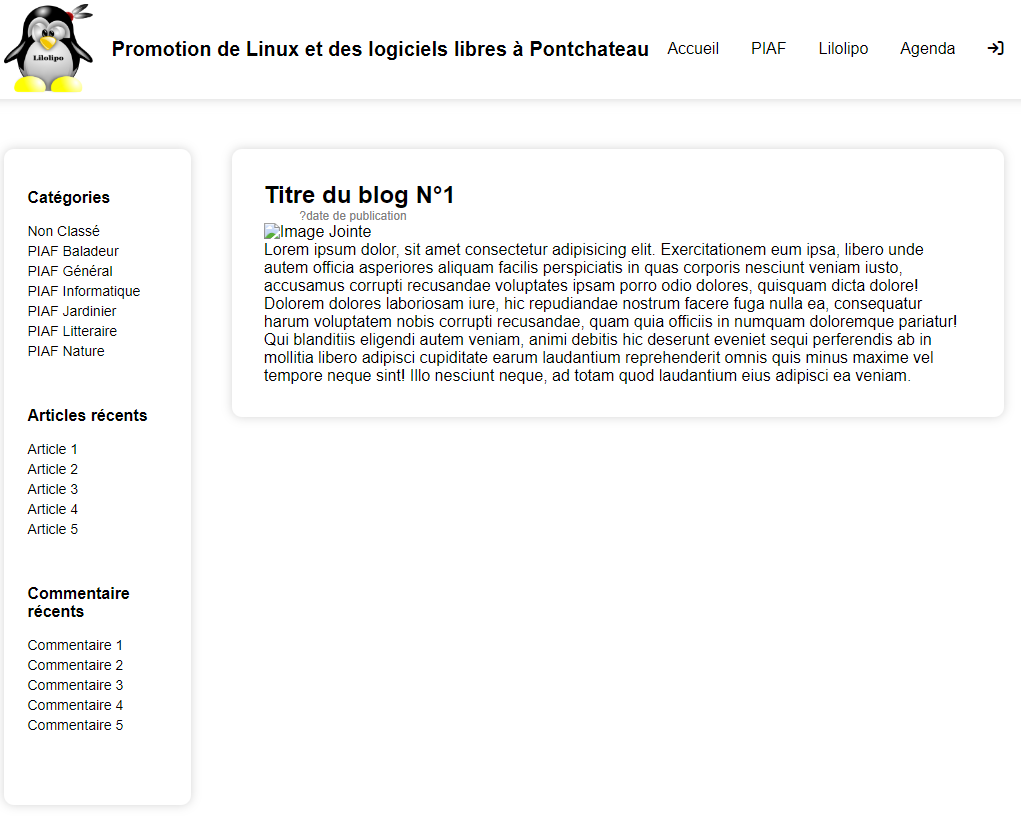 Lilolipo
Promotion de Linux et des logiciels libres à Pontchateau
Accueil
PIAF
Lilolipo
Agenda
Catégories
Non Classé
PIAF Baladeur
PIAF Général
PIAF Informatique
PIAF Jardinier
PIAF Litteraire
PIAF Nature
Articles récents
Article 1
Article 2
Article 3
Article 4
Article 5
Commentaire
récents
Commentaire 1
Commentaire 2
Commentaire 3
Commentaire 4
Commentaire 5
Titre du blog N°1
?date de publication
Image Jointe
Lorem ipsum dolor, sit amet consectetur adipisicing elit. Exercitationem eum ipsa, libero unde
autem officia asperiores aliquam facilis perspiciatis in quas corporis nesciunt veniam iusto,
accusamus corrupti recusandae voluptates ipsam porro odio dolores, quisquam dicta dolore!
Dolorem dolores laboriosam iure, hic repudiandae nostrum facere fuga nulla ea, consequatur
harum voluptatem nobis corrupti recusandae, quam quia officiis in numquam doloremque pariatur!
Qui blanditiis eligendi autem veniam, animi debitis hic deserunt eveniet sequi perferendis ab in
mollitia libero adipisci cupiditate earum laudantium reprehenderit omnis quis minus maxime vel
tempore neque sint! Illo nesciunt neque, ad totam quod laudantium eius adipisci ea veniam.